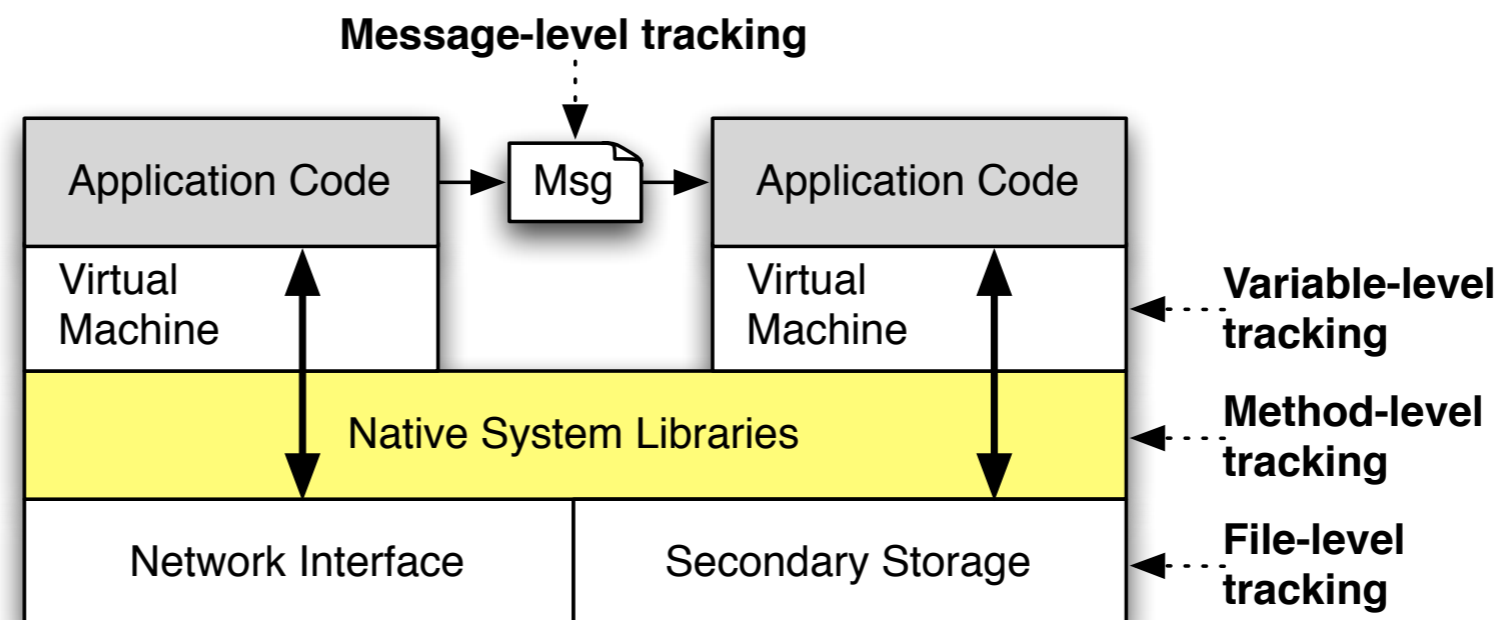 Message-level tracking
Application Code
Msg
Application Code
Virtual
Machine
Virtual
Machine
Variable-level
tracking
Native System Libraries
Method-level
tracking
Network Interface
Secondary Storage
File-level
tracking